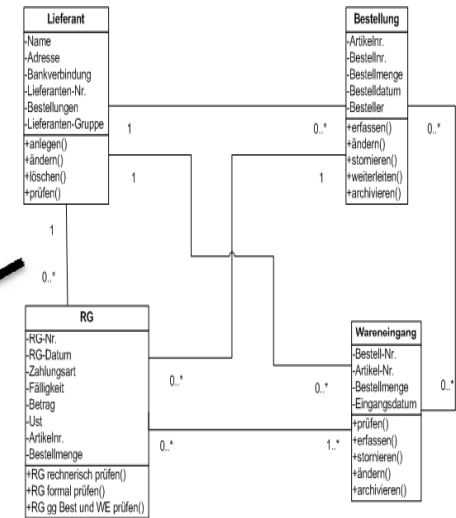 Lieferant
-Name
-Adresse
-Bankverbindung
-Lieferanten-Nr.
-Bestellungen
-Lieferanten-Gruppe
+anlegen()
+ändern()
+löschen()
+prüfen()
Bestellung
-Artikelnr.
-Bestellnr.
-Bestellmenge
-Bestelldatum
-Besteller
+erfassen()
+ändern()
+stornieren()
+weiterleiten()
+archivieren()
1
0..*
0..*
1
1
1
0..*
RG
-RG-Nr.
-RG-Datum
-Zahlungsart
-Fälligkeit
-Betrag
-Ust
-Artikelnr.
-Bestellmenge
+RG rechnerisch prüfen()
+RG formal prüfen()
+RG gg Best und WE prüfen()
Wareneingang
-Bestell-Nr.
-Artikel-Nr.
-Bestellmenge
-Eingangsdatum
+prüfen()
+erfassen()
+stornieren()
+ändern()
+archivieren()
0..*
0..*
0..*
0..*
1..*